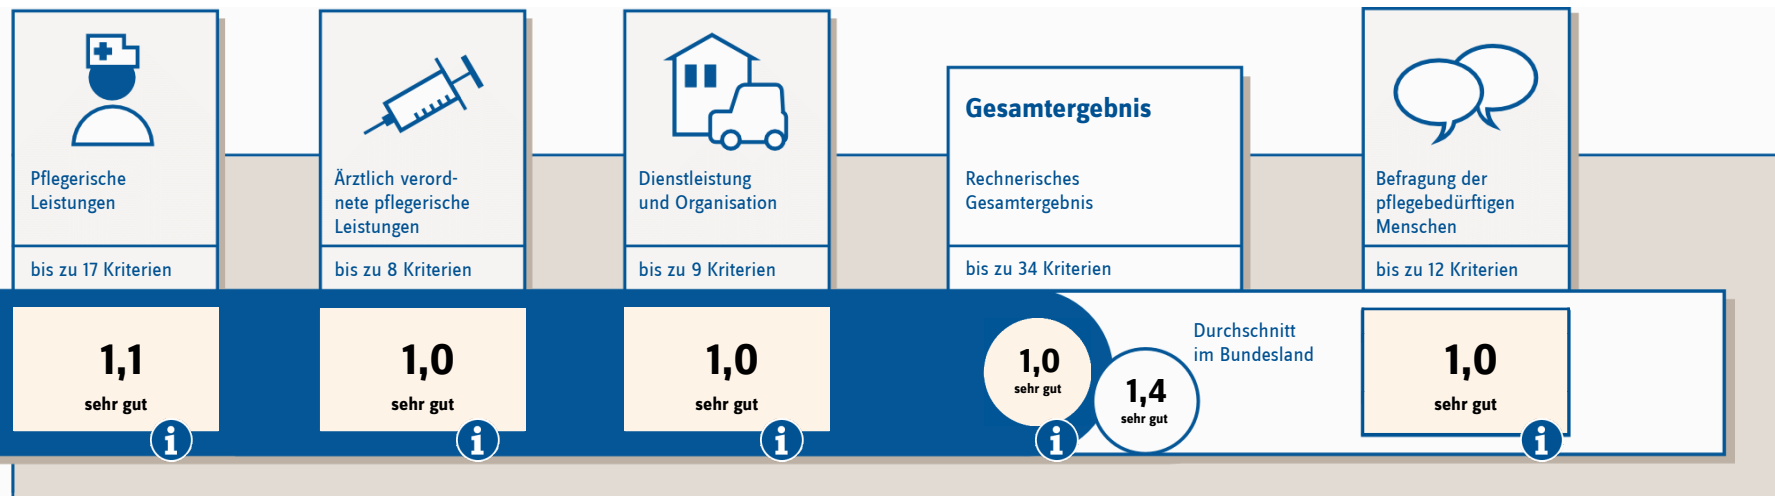 Pflegerische
Leistungen
bis zu 17 Kriterien
1,1
sehr gut
i
Ärztlich verord-
nete pflegerische
Leistungen
bis zu 8 Kriterien
1,0
sehr gut
i
Dienstleistung
und Organisation
bis zu 9 Kriterien
1,0
sehr gut
i
Gesamtergebnis
Rechnerisches
Gesamtergebnis
bis zu 34 Kriterien
1,0
sehr gut
i
1,4
sehr gut
Durchschnitt
im Bundesland
Befragung der
pflegebedürftigen
Menschen
bis zu 12 Kriterien
1,0
sehr gut
i